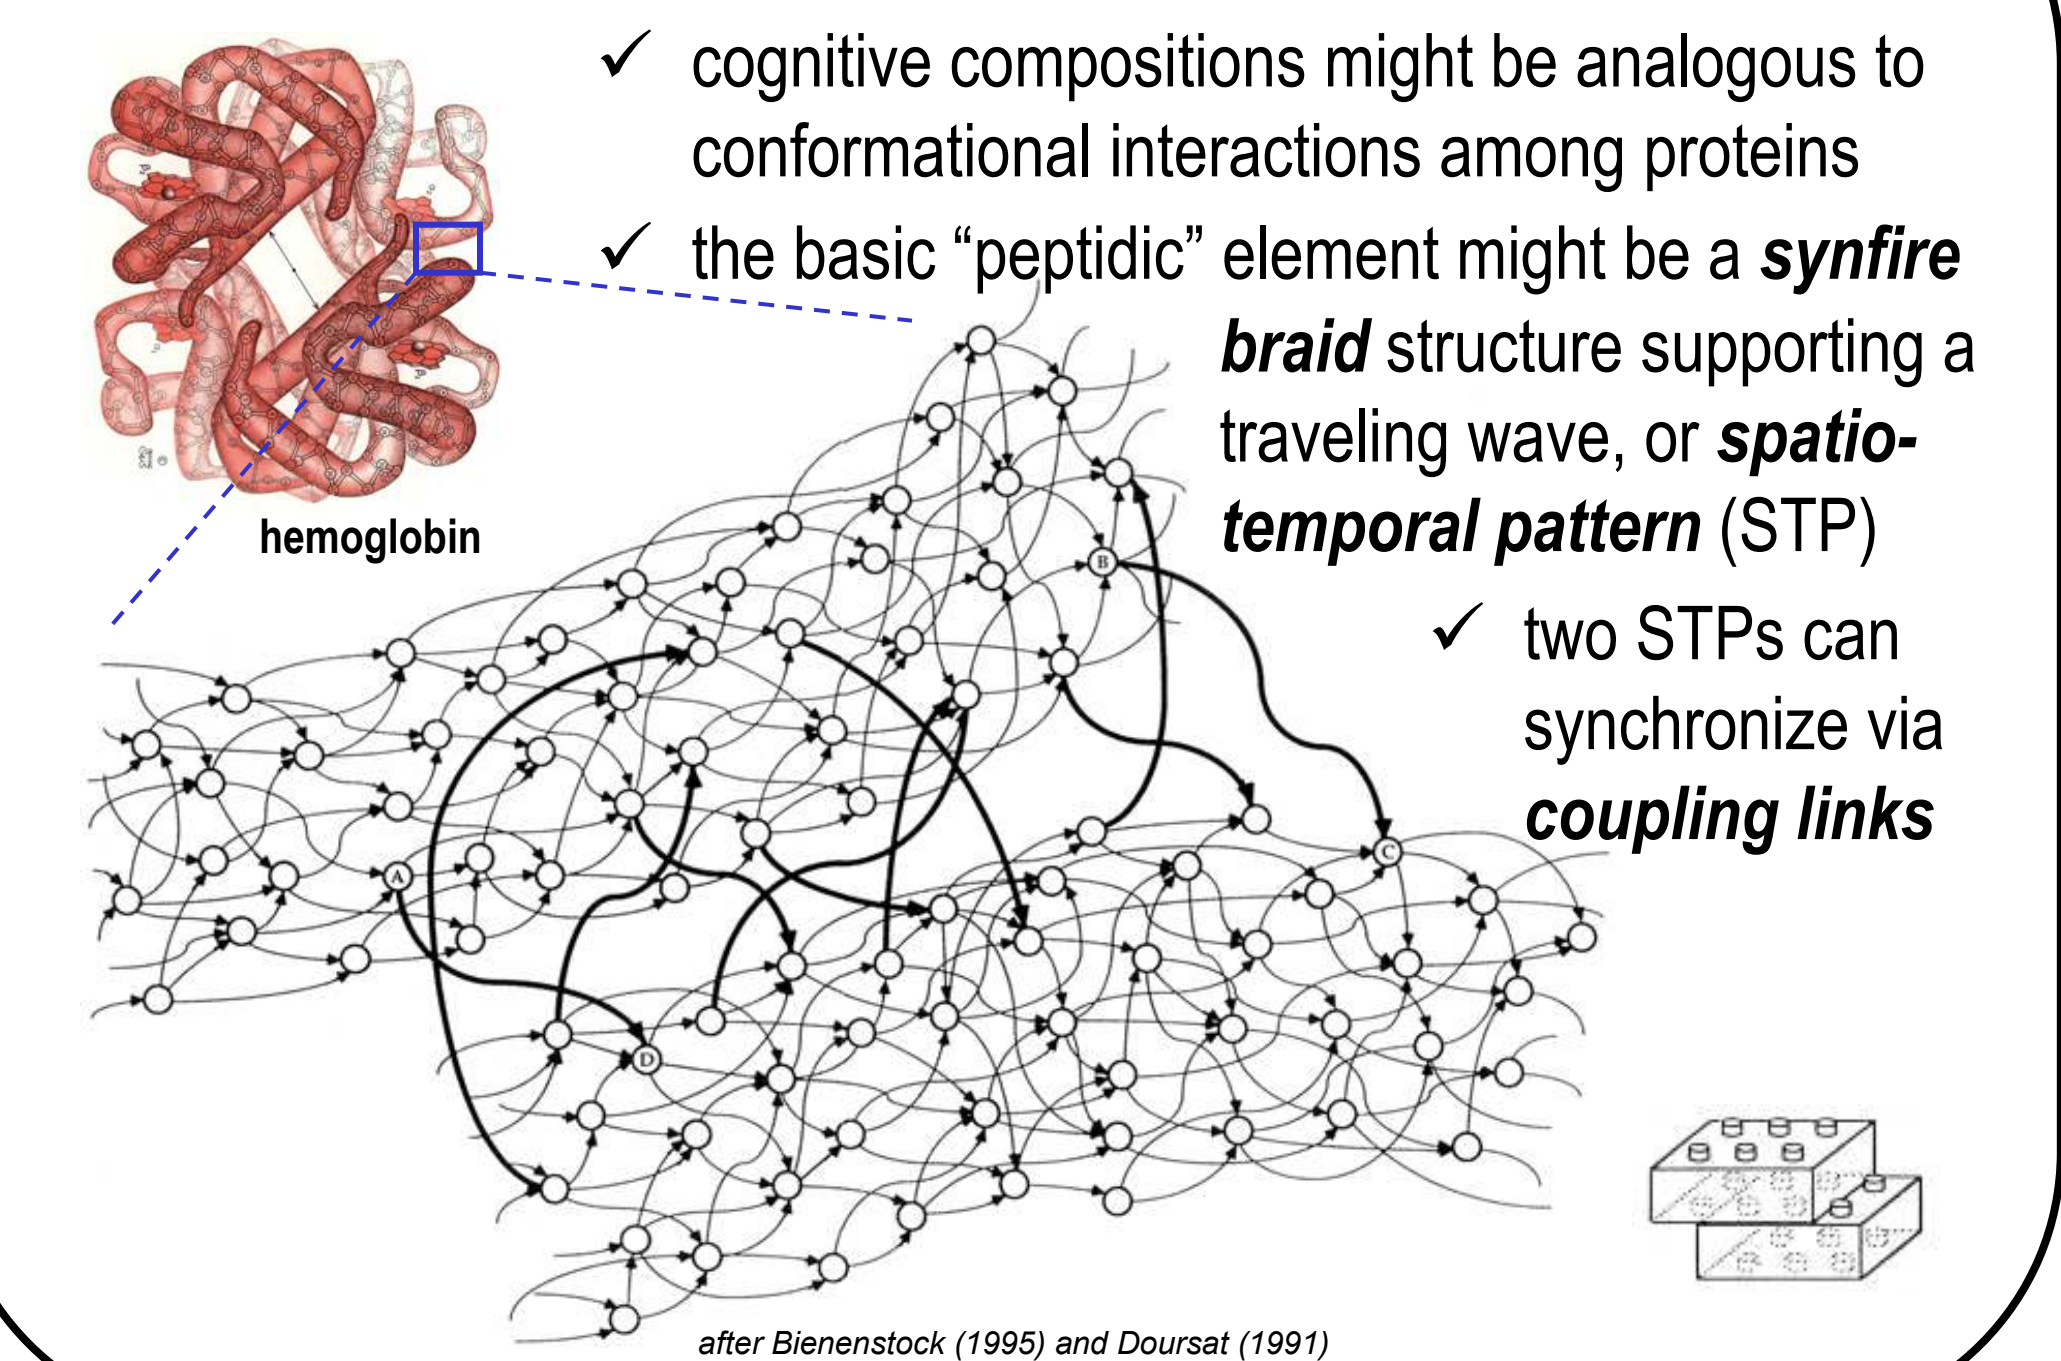 ✓ cognitive compositions might be analogous to
conformational interactions among proteins
✓ the basic “peptidic” element might be a synfire
braid structure supporting a
traveling wave, or spatio-
temporal pattern (STP)
hemoglobin
✓ two STPs can
synchronize via
coupling links
B
C
A
D
after Bienenstock (1995) and Doursat (1991)